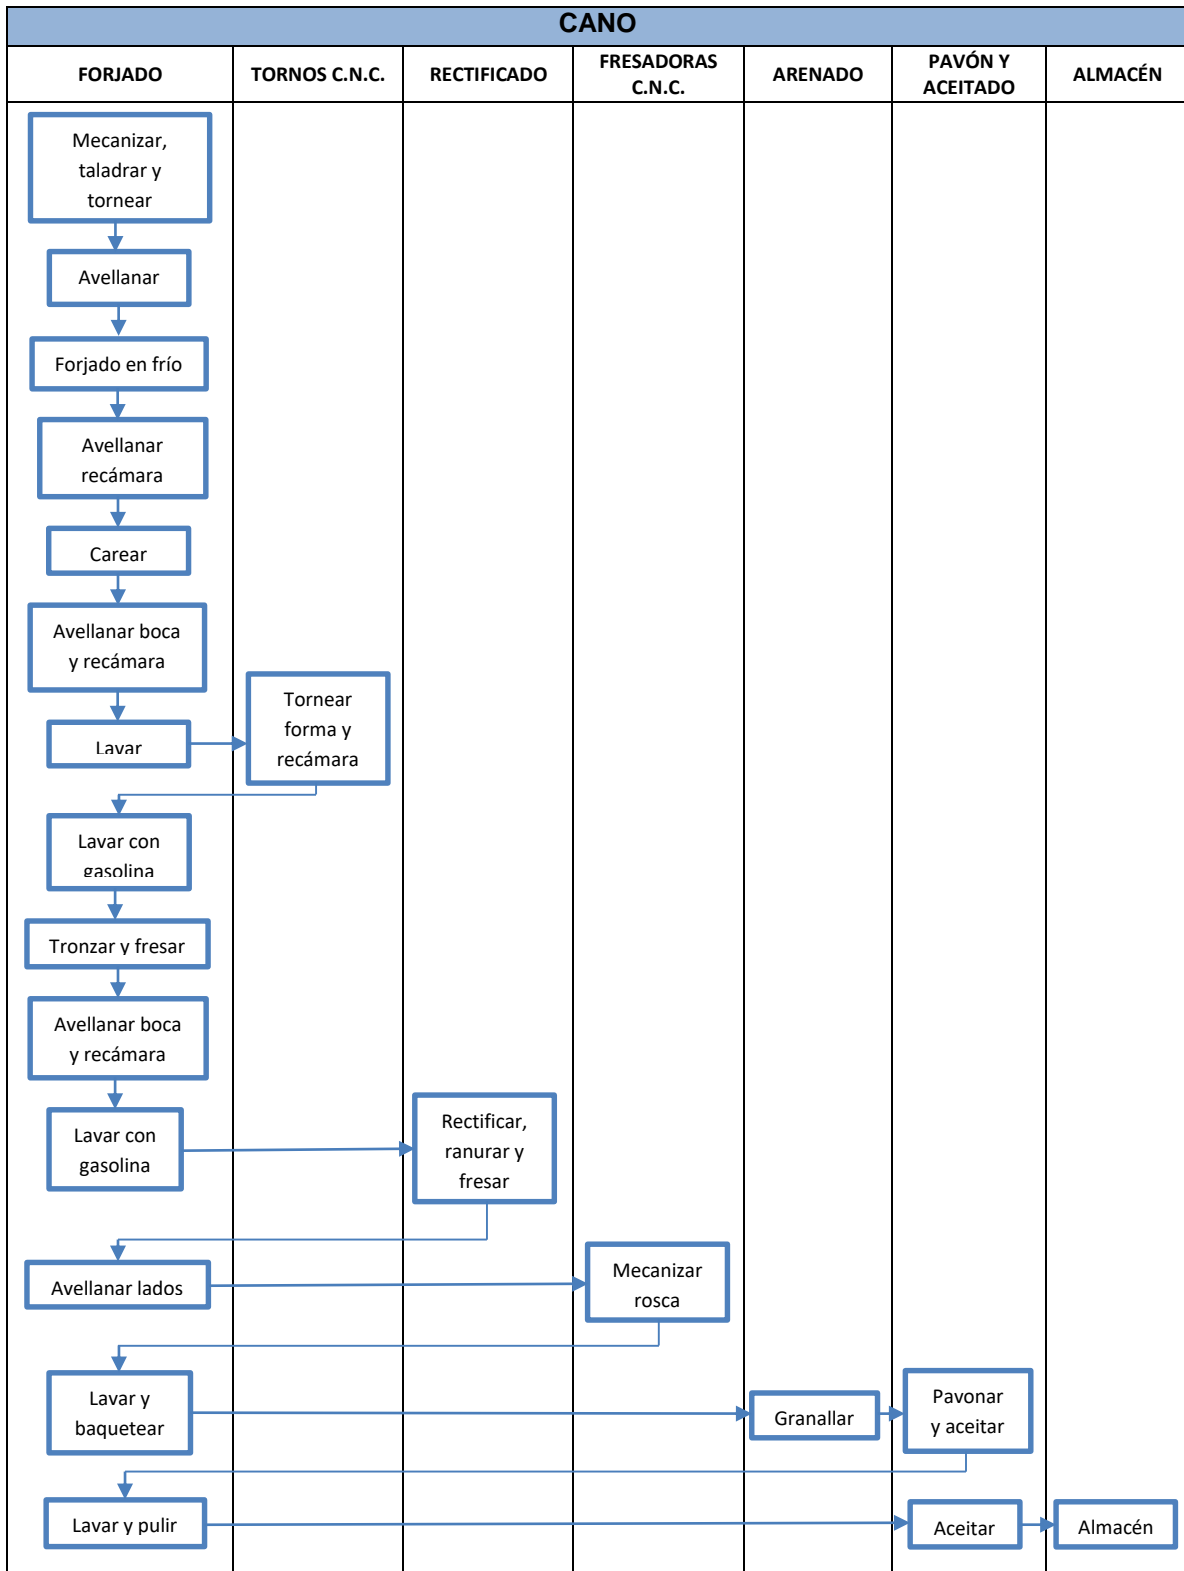 CANO
FORJADO
TORNOS C.N.C.
RECTIFICADO
FRESADORAS
C.N.C.
ARENADO
PAVÓN Y
ACEITADO
ALMACÉN
Mecanizar,
taladrar y
tornear
Avellanar
Forjado en frío
Avellanar
recámara
Carear
Avellanar boca
y recámara
Lavar
Tornear
forma y
recámara
Lavar con
gasolina
Tronzar y fresar
Avellanar boca
y recámara
Lavar con
gasolina
Rectificar,
ranurar y
fresar
Avellanar lados
Mecanizar
rosca
Lavar y
baquetear
Granallar
Pavonar
y aceitar
Lavar y pulir
Aceitar
Almacén